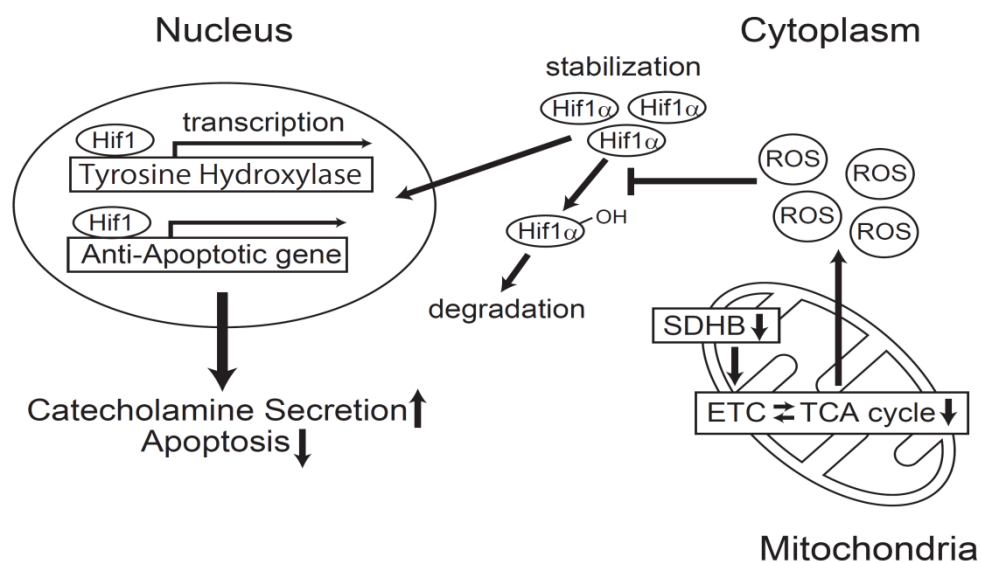 Nucleus
Cytoplasm
stabilization
Hif1α
Hif1α
Hif1α
Hif1
transcription
Tyrosine Hydroxylase
Hif1
Anti-Apoptotic gene
ROS
ROS
ROS
ROS
Hif1α
OH
degradation
SDHB
ETC ⇄ TCA cycle
Catecholamine Secretion
Apoptosis
Mitochondria